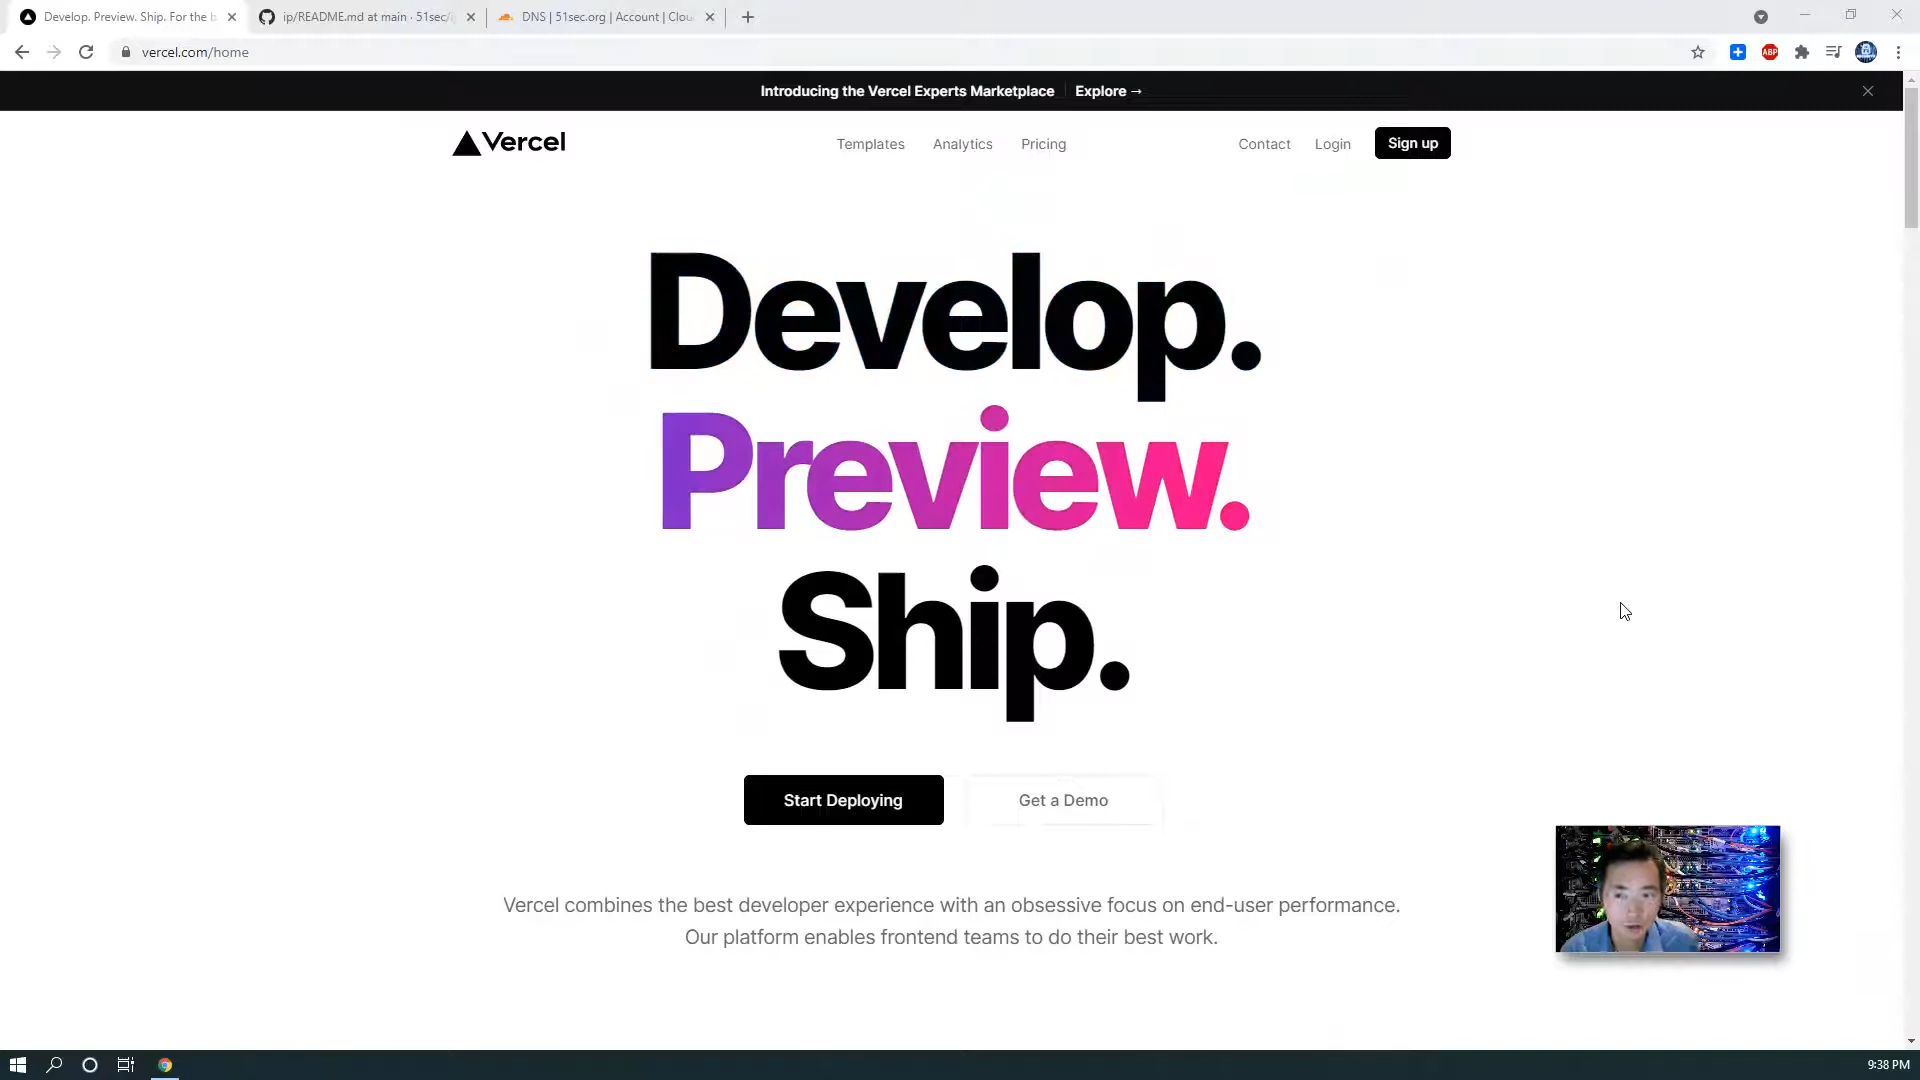 Develop. Preview. Ship. For the b
ip/README.md at main · 51sec/
DNS | 51sec.org | Account | Clou
vercel.com/home
ABP
Introducing the Vercel Experts Marketplace
Explore →
Vercel
Templates
Analytics
Pricing
Contact
Login
Sign up
Develop.
Preview.
Ship.
Start Deploying
Get a Demo
Vercel combines the best developer experience with an obsessive focus on end-user performance.
Our platform enables frontend teams to do their best work.
9:38 PM